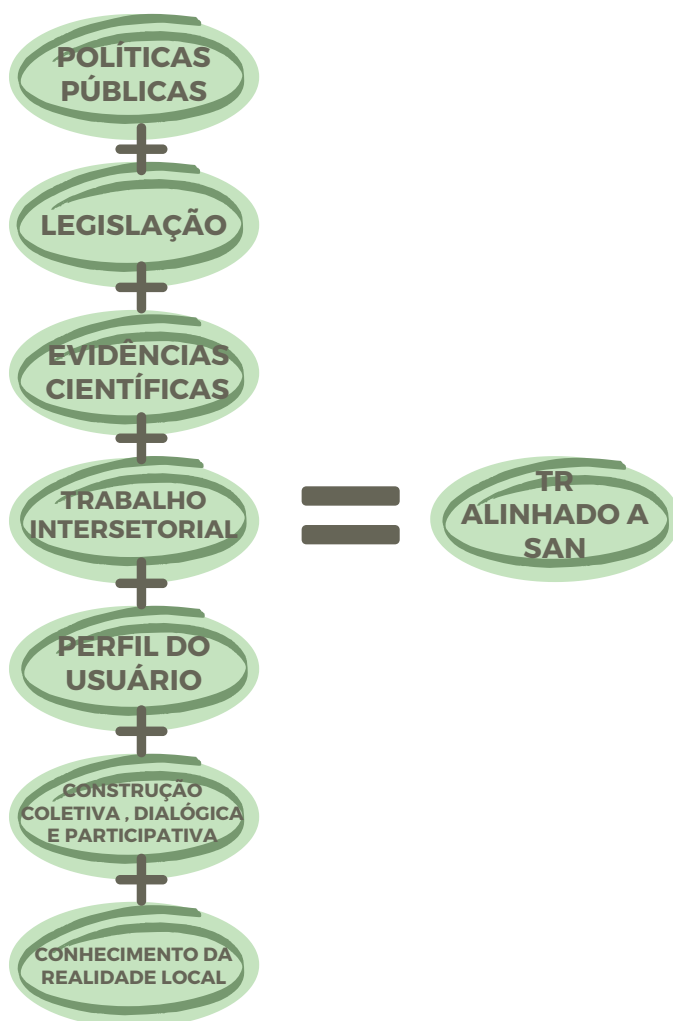 POLÍTICAS
PÚBLICAS
+
LEGISLAÇÃO
+
EVIDÊNCIAS
CIENTÍFICAS
+
TRABALHO
INTERSETORIAL
+
PERFIL DO
USUÁRIO
+
CONSTRUÇÃO
COLETIVA , DIALÓGICA
E PARTICIPATIVA
+
CONHECIMENTO DA
REALIDADE LOCAL
=
TR
ALINHADO A
SAN